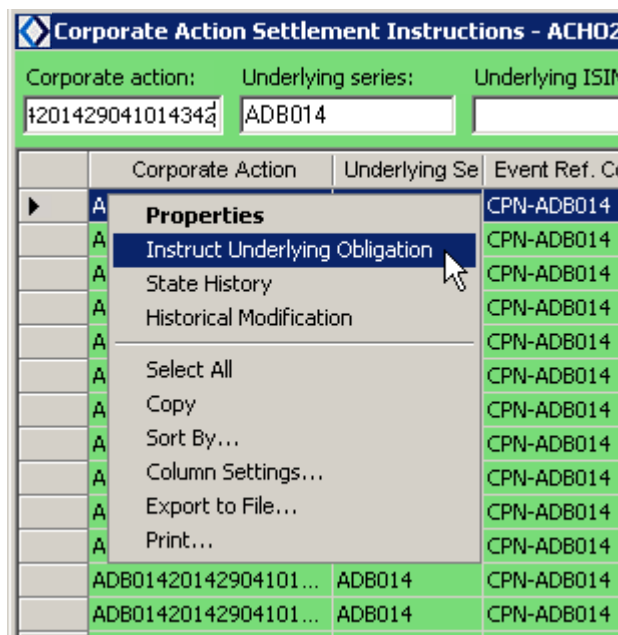 Corporate Action Settlement Instructions - ACHO2
Corporate action: Underlying series: Underlying ISIN
4201429041014342 ADB014
Corporate Action Underlying Se Event Ref. Co
A CPN-ADB014
Properties
Instruct Underlying Obligation
A CPN-ADB014
State History
A CPN-ADB014
Historical Modification
A CPN-ADB014
A CPN-ADB014
Select All
A CPN-ADB014
Copy
A CPN-ADB014
Sort By...
A CPN-ADB014
Column Settings...
A CPN-ADB014
Export to File...
A CPN-ADB014
Print...
A CPN-ADB014
ADB01420142904101... ADB014 CPN-ADB014
ADB01420142904101... ADB014 CPN-ADB014